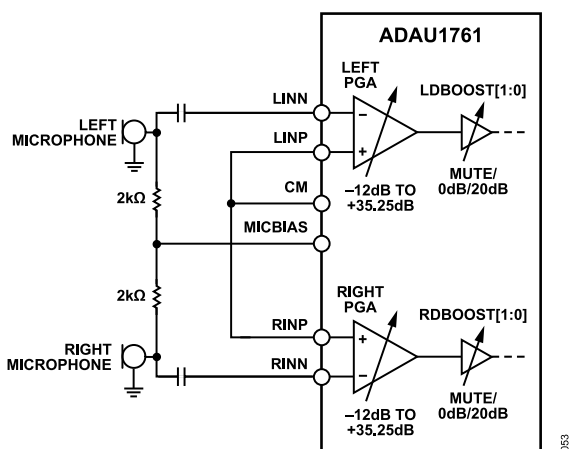 ADAU1761
LEFT
PGA
LDBOOST[1:0]
LINN
LEFT
MICROPHONE
LINP
CM
MUTE/
0dB/20dB
–12dB TO
+35.25dB
2kΩ
MICBIAS
2kΩ
RIGHT
PGA
RDBOOST[1:0]
RINP
RIGHT
MICROPHONE
RINN
MUTE/
0dB/20dB
–12dB TO
+35.25dB
053
−
+
+
−